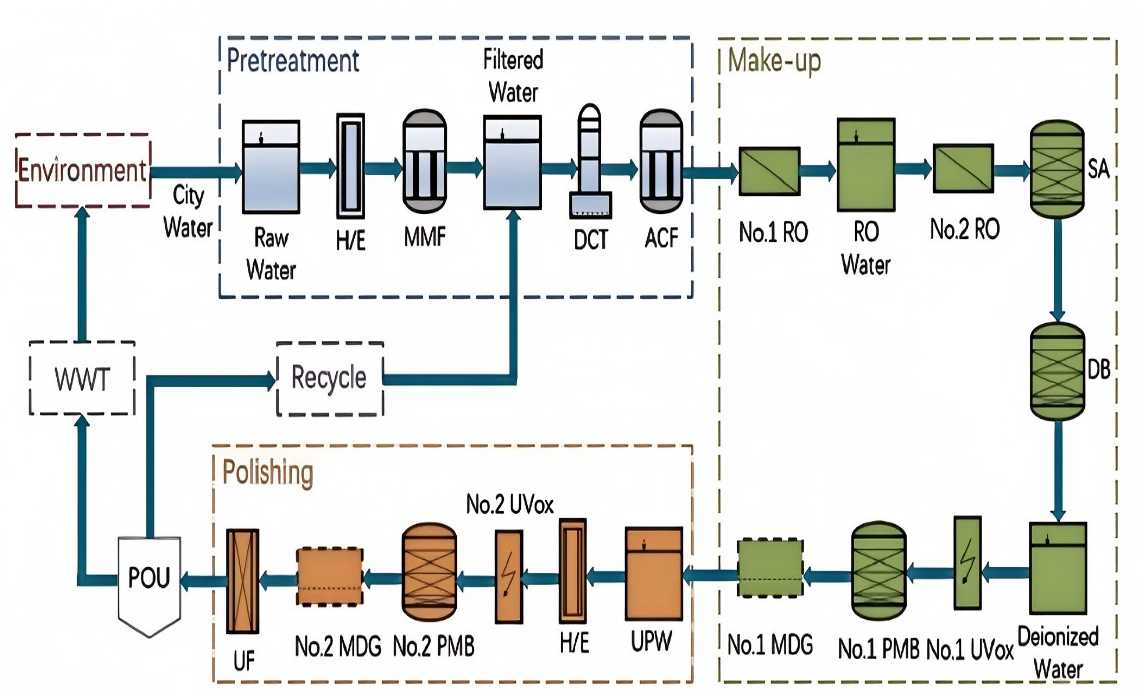 Pretreatment
Filtered
Water
Make-up
Environment
City
Water
Raw
Water
H/E
MMF
DCT
ACF
No.1 RO
RO
Water
No.2 RO
SA
DB
WWT
Recycle
Polishing
No.2 UVox
POU
UF
No.2 MDG
No.2 PMB
H/E
UPW
No.1 MDG
No.1 PMB
No.1 UVox
Deionized
Water